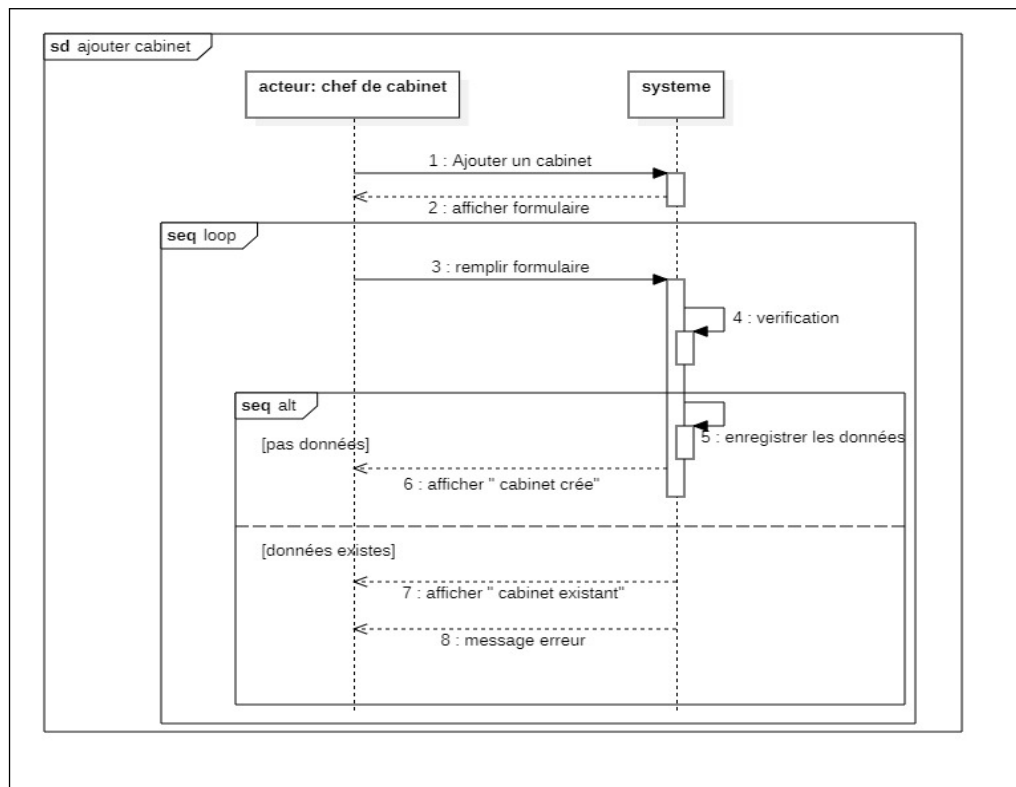 sd ajouter cabinet
acteur: chef de cabinet
systeme
1 : Ajouter un cabinet
2 : afficher formulaire
seq loop
3 : remplir formulaire
4 : verification
seq alt
5 : enregistrer les données
[pas données]
6 : afficher " cabinet crée"
[données existes]
7 : afficher " cabinet existant"
8 : message erreur